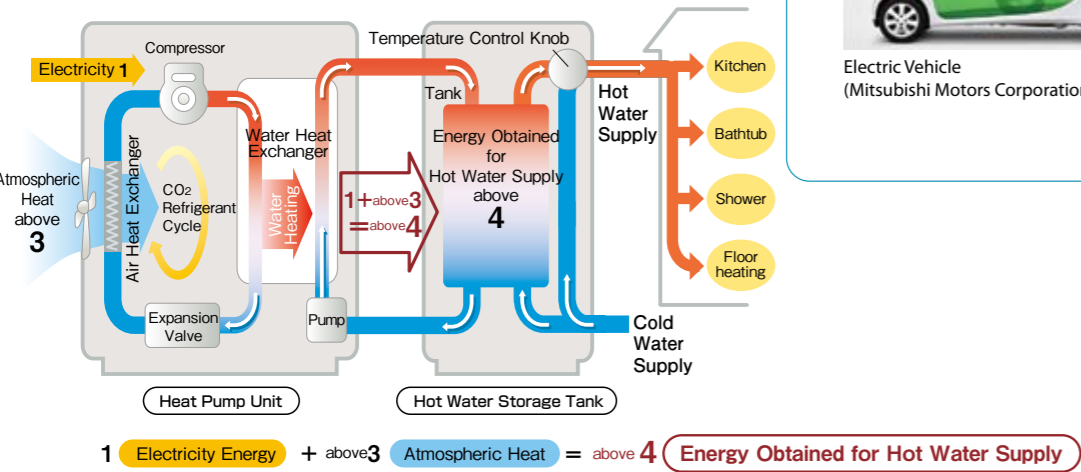 Compressor
Electricity 1
Atmospheric
Heat
above
3
Air Heat Exchanger
CO2
Refrigerant
Cycle
Water Heat
Exchanger
Water
Heating
Expansion
Valve
Pump
1+above3
=above4
Temperature Control Knob
Tank
Energy Obtained
for
Hot Water Supply
above
4
Hot
Water
Supply
Kitchen
Bathtub
Shower
Floor
heating
Cold
Water
Supply
Heat Pump Unit
Hot Water Storage Tank
Electric Vehicle
(Mitsubishi Motors Corporation
1 Electricity Energy + above3 Atmospheric Heat = above 4 Energy Obtained for Hot Water Supply